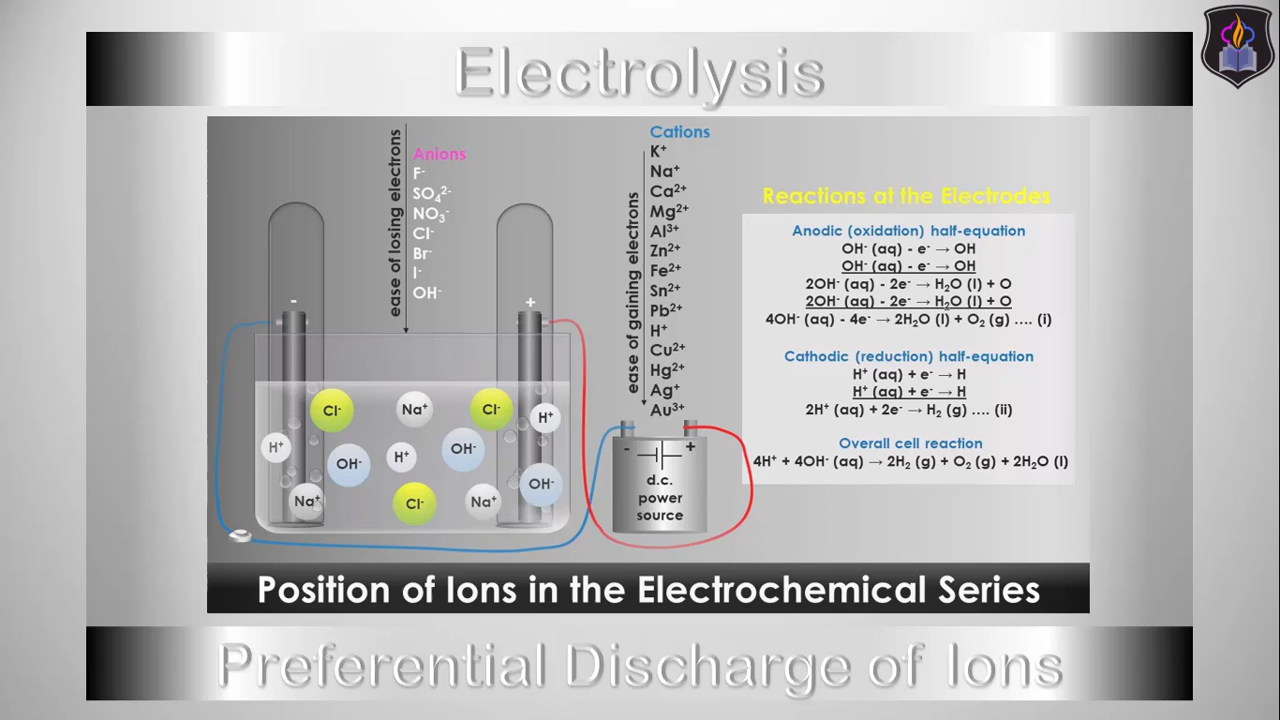 Electrolysis
ease of losing electrons
Anions
F⁻
SO₄²⁻
NO₃⁻
Cl⁻
Br⁻
I⁻
OH⁻
ease of gaining electrons
Cations
K⁺
Na⁺
Ca²⁺
Mg²⁺
Al³⁺
Zn²⁺
Fe²⁺
Sn²⁺
Pb²⁺
H⁺
Cu²⁺
Hg²⁺
Ag⁺
Au³⁺
Reactions at the Electrodes
Anodic (oxidation) half-equation
OH⁻ (aq) - e⁻ → OH
OH⁻ (aq) - e⁻ → OH
2OH⁻ (aq) - 2e⁻ → H₂O (l) + O
2OH⁻ (aq) - 2e⁻ → H₂O (l) + O
4OH⁻ (aq) - 4e⁻ → 2H₂O (l) + O₂ (g) .... (i)
Cathodic (reduction) half-equation
H⁺ (aq) + e⁻ → H
H⁺ (aq) + e⁻ → H
2H⁺ (aq) + 2e⁻ → H₂ (g) .... (ii)
Overall cell reaction
4H⁺ + 4OH⁻ (aq) → 2H₂ (g) + O₂ (g) + 2H₂O (l)
-
+
Cl⁻
Na⁺
Cl⁻
H⁺
H⁺
OH⁻
H⁺
OH⁻
OH⁻
Na⁺
Cl⁻
Na⁺
- +
d.c.
power
source
Position of Ions in the Electrochemical Series
Preferential Discharge of Ions